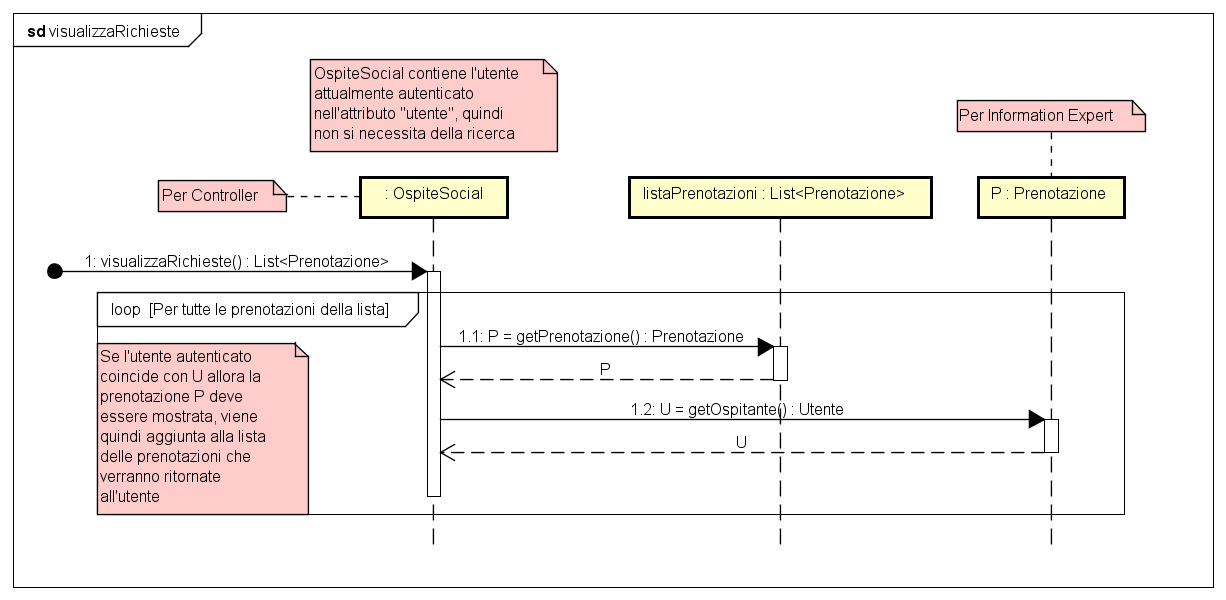 sd visualizzaRichieste
OspiteSocial contiene l'utente
attualmente autenticato
nell'attributo "utente", quindi
non si necessita della ricerca
Per Information Expert
Per Controller
: OspiteSocial
listaPrenotazioni : List<Prenotazione>
P : Prenotazione
1: visualizzaRichieste() : List<Prenotazione>
loop [Per tutte le prenotazioni della lista]
1.1: P = getPrenotazione() : Prenotazione
P
1.2: U = getOspitante() : Utente
U
Se l'utente autenticato
coincide con U allora la
prenotazione P deve
essere mostrata, viene
quindi aggiunta alla lista
delle prenotazioni che
verranno ritornate
all'utente